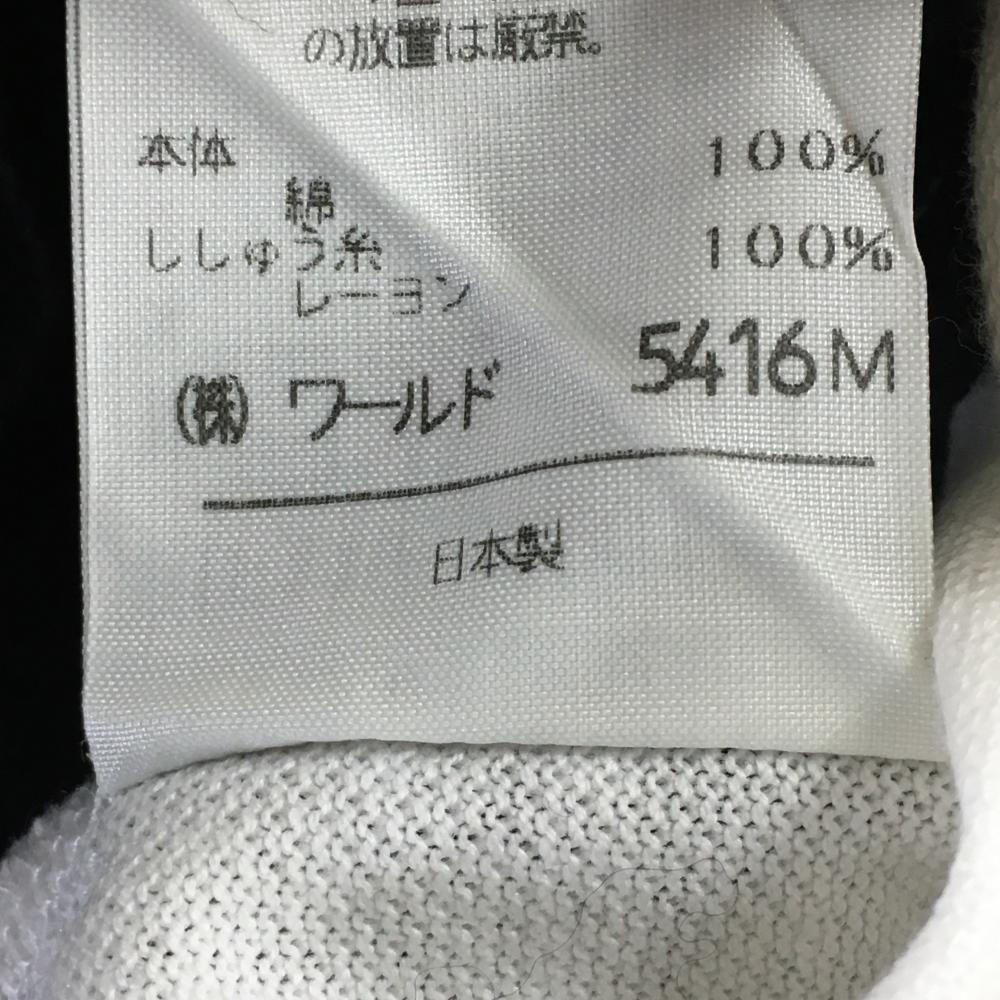 の放置は厳禁。
本体 100%
綿
ししゅう糸 100%
レーヨン
5416M
㈱ ワールド
日本製